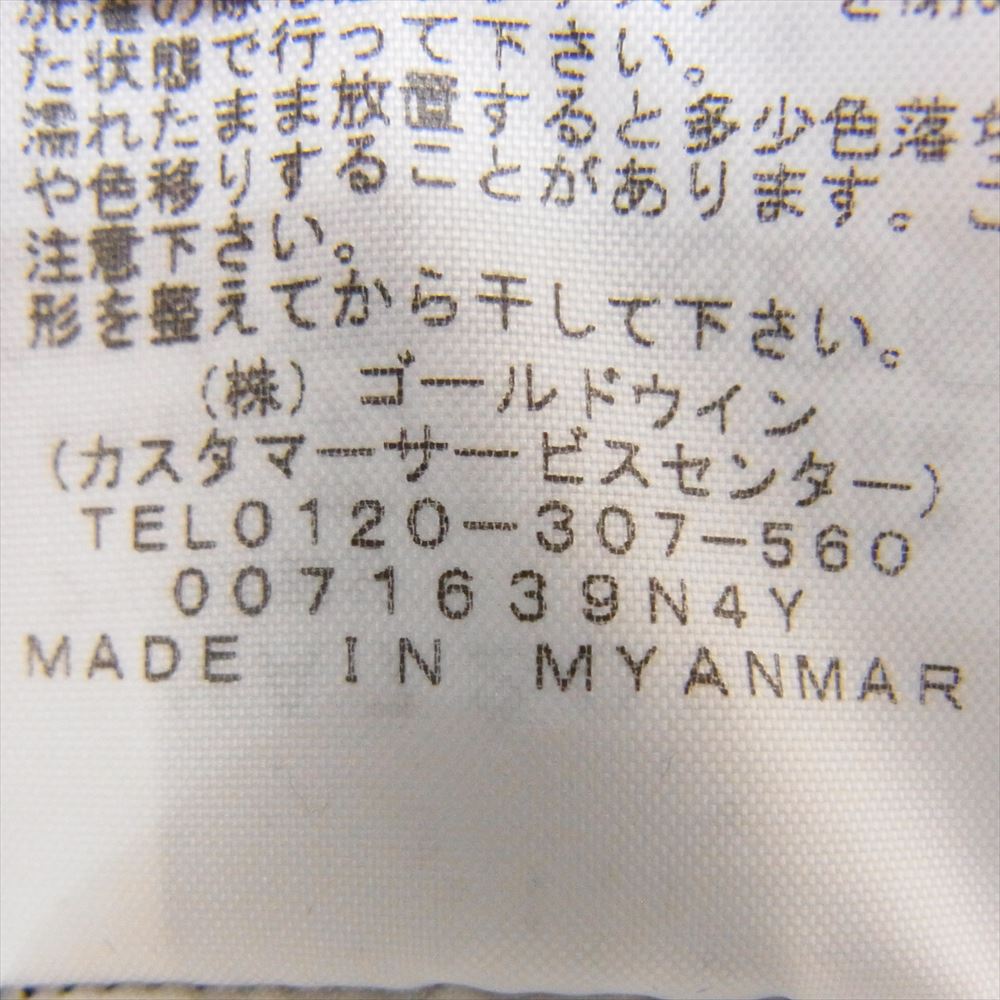 た状態で行って下さい。
濡れたまま放置すると多少色落
や色移りすることがあります。
注意下さい。
形を整えてから干して下さい。
(株) ゴールドウイン
(カスタマーサービスセンター)
TEL0120-307-560
0071639N4Y
MADE IN MYANMAR